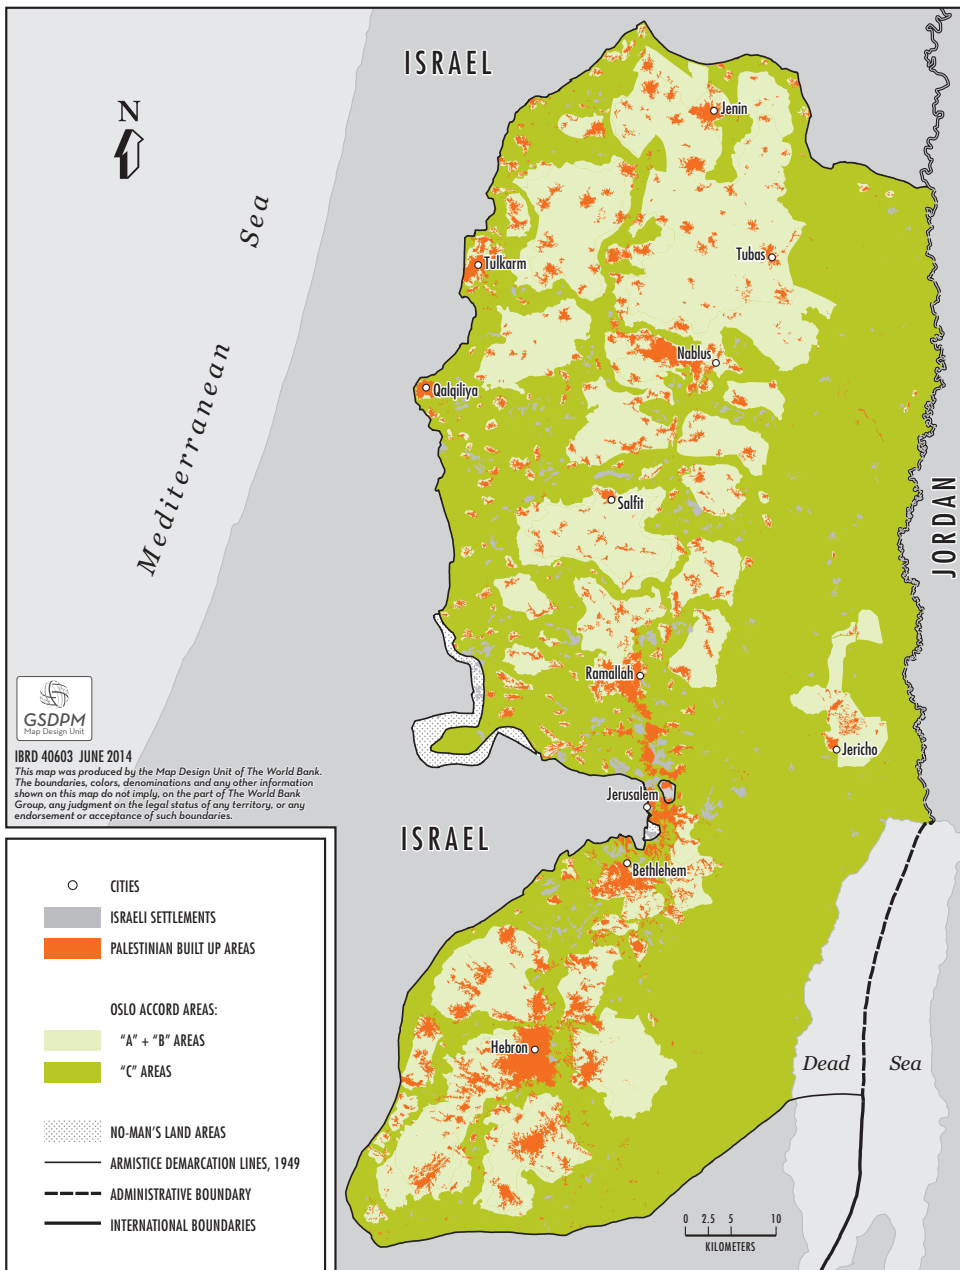 ISRAEL
N
Jenin
Mediterranean Sea
Tubas
Tulkarm
Nablus
Qalqiliya
Salfit
JORDAN
Ramallah
Jericho
GSDPM
Map Design Unit
IBRD 40603 JUNE 2014
This map was produced by the Map Design Unit of The World Bank.
The boundaries, colors, denominations and any other information
shown on this map do not imply, on the part of The World Bank
Group, any judgment on the legal status of any territory, or any
endorsement or acceptance of such boundaries.
Jerusalem
ISRAEL
Bethlehem
Hebron
Dead Sea
CITIES
ISRAELI SETTLEMENTS
PALESTINIAN BUILT UP AREAS
OSLO ACCORD AREAS:
"A" + "B" AREAS
"C" AREAS
NO-MAN'S LAND AREAS
ARMISTICE DEMARCATION LINES, 1949
ADMINISTRATIVE BOUNDARY
INTERNATIONAL BOUNDARIES
0 2.5 5 10
KILOMETERS